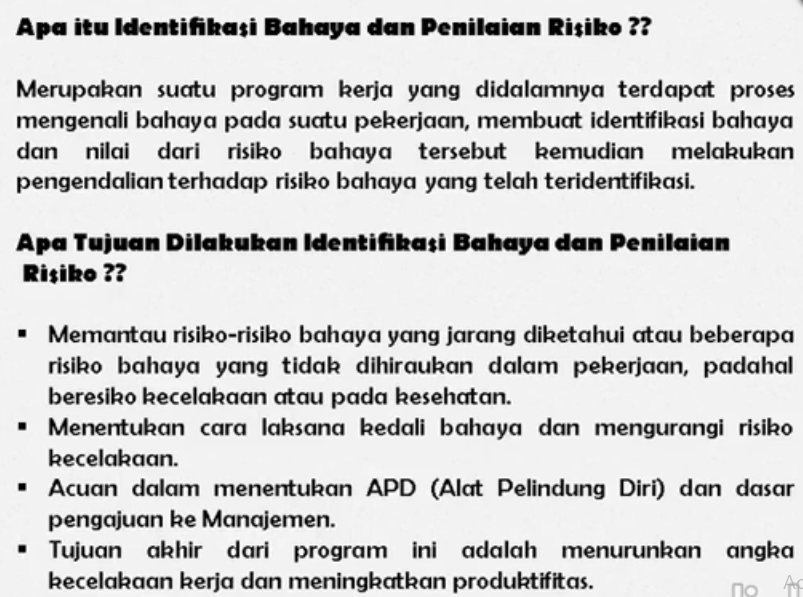 Apa itu Identifikasi Bahaya dan Penilaian Risiko ??
Merupakan suatu program kerja yang didalamnya terdapat proses
mengenali bahaya pada suatu pekerjaan, membuat identifikasi bahaya
dan nilai dari risiko bahaya tersebut kemudian melakukan
pengendalian terhadap risiko bahaya yang telah teridentifikasi.
Apa Tujuan Dilakukan Identifikasi Bahaya dan Penilaian
Risiko ??
▪ Memantau risiko-risiko bahaya yang jarang diketahui atau beberapa
risiko bahaya yang tidak dihiraukan dalam pekerjaan, padahal
beresiko kecelakaan atau pada kesehatan.
▪ Menentukan cara laksana kedali bahaya dan mengurangi risiko
kecelakaan.
▪ Acuan dalam menentukan APD (Alat Pelindung Diri) dan dasar
pengajuan ke Manajemen.
▪ Tujuan akhir dari program ini adalah menurunkan angka
kecelakaan kerja dan meningkatkan produktifitas.